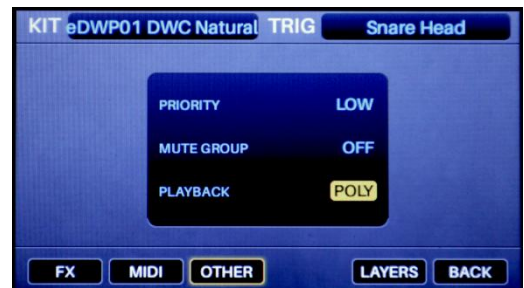 KIT eDWP01 DWC Natural TRIG Snare Head
PRIORITY LOW
MUTE GROUP OFF
PLAYBACK POLY
FX MIDI OTHER LAYERS BACK